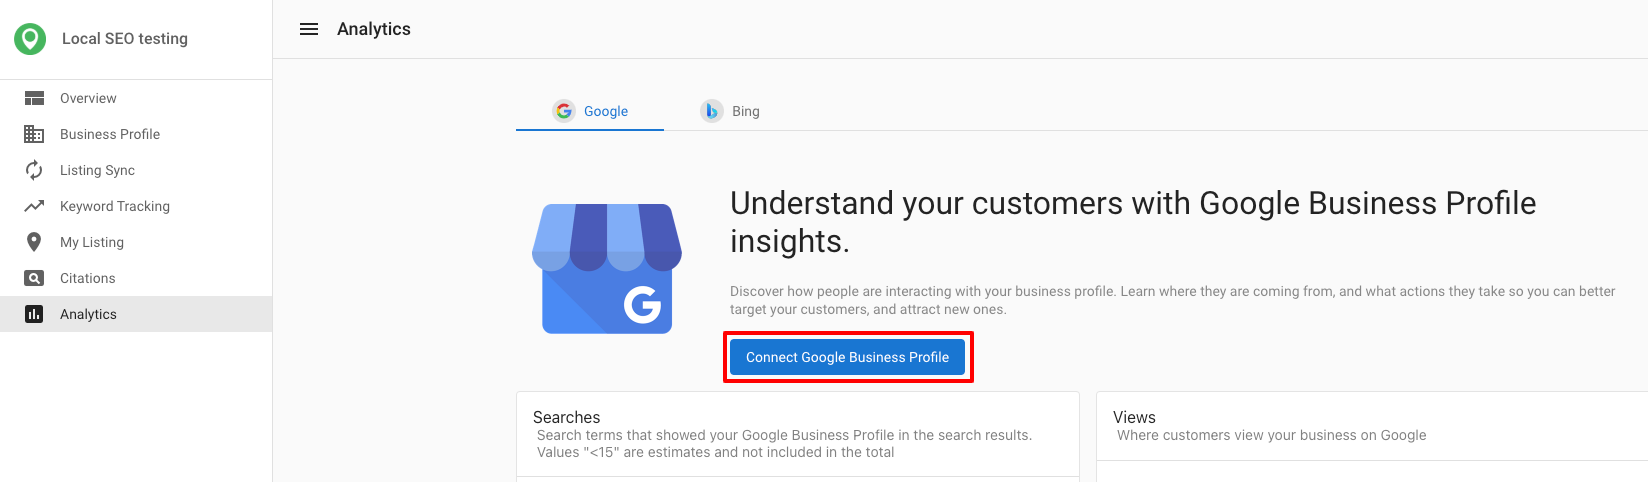 Local SEO testing
Analytics
Overview
Business Profile
Listing Sync
Keyword Tracking
My Listing
Citations
Analytics
Google
Bing
Understand your customers with Google Business Profile
insights.
Discover how people are interacting with your business profile. Learn where they are coming from, and what actions they take so you can better
target your customers, and attract new ones.
Connect Google Business Profile
Searches
Search terms that showed your Google Business Profile in the search results.
Values "<15" are estimates and not included in the total
Views
Where customers view your business on Google